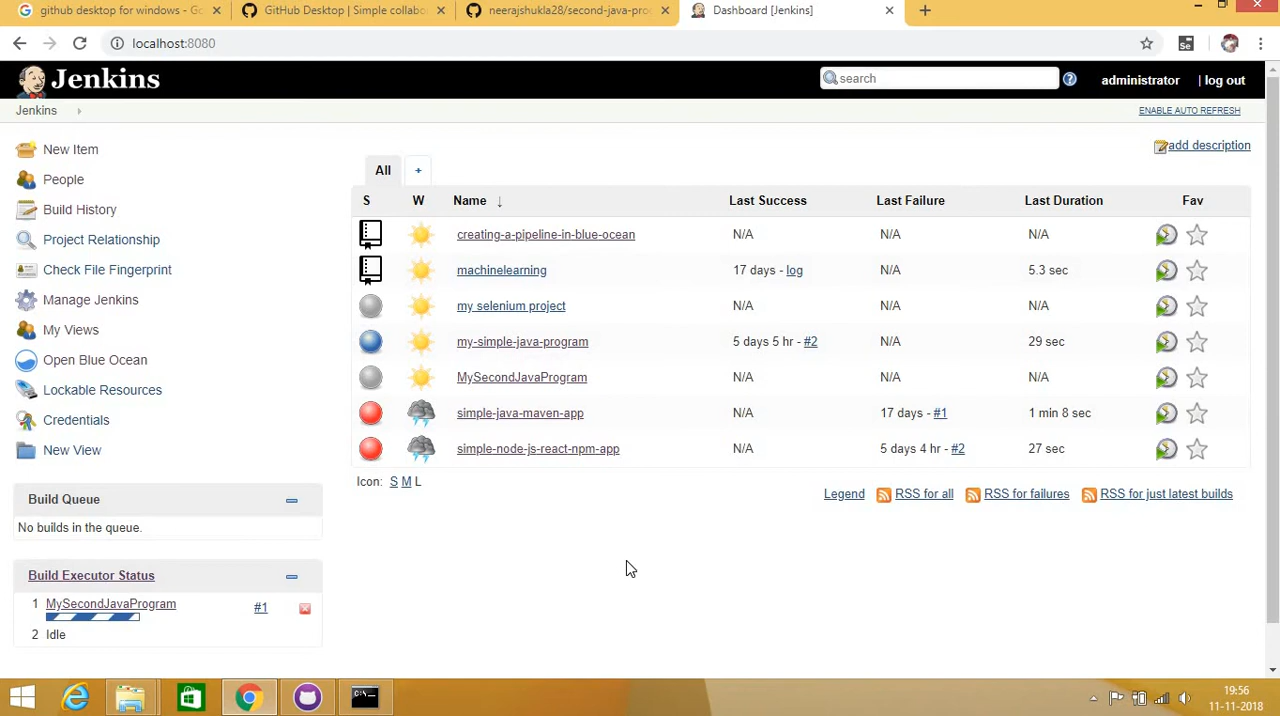 github desktop for windows - Go
GitHub Desktop | Simple collabo
neerajshukla28/second-java-pro
Dashboard [Jenkins]
localhost:8080
Se
Jenkins
search
administrator
| log out
Jenkins
ENABLE AUTO REFRESH
New Item
People
Build History
Project Relationship
Check File Fingerprint
Manage Jenkins
My Views
Open Blue Ocean
Lockable Resources
Credentials
New View
add description
All +
S W Name ↓ Last Success Last Failure Last Duration Fav
creating-a-pipeline-in-blue-ocean N/A N/A N/A
machinelearning 17 days - log N/A 5.3 sec
my selenium project N/A N/A N/A
my-simple-java-program 5 days 5 hr - #2 N/A 29 sec
MySecondJavaProgram N/A N/A N/A
simple-java-maven-app N/A 17 days - #1 1 min 8 sec
simple-node-js-react-npm-app N/A 5 days 4 hr - #2 27 sec
Icon: S M L
Legend RSS for all RSS for failures RSS for just latest builds
Build Queue
No builds in the queue.
Build Executor Status
1 MySecondJavaProgram #1
2 Idle
19:56
11-11-2018